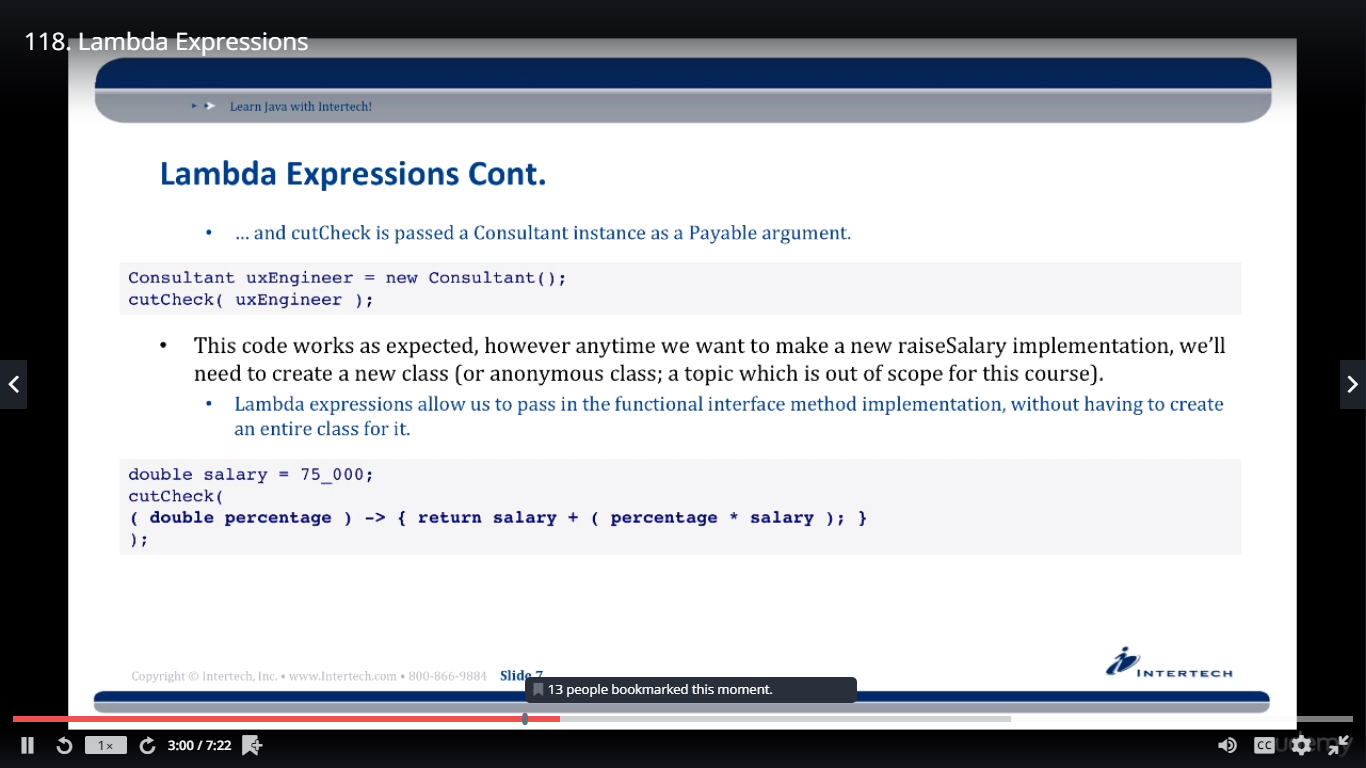 118. Lambda Expressions
Learn Java with Intertech!
Lambda Expressions Cont.
• ... and cutCheck is passed a Consultant instance as a Payable argument.
Consultant uxEngineer = new Consultant();
cutCheck( uxEngineer );
• This code works as expected, however anytime we want to make a new raiseSalary implementation, we’ll
need to create a new class (or anonymous class; a topic which is out of scope for this course).
• Lambda expressions allow us to pass in the functional interface method implementation, without having to create
an entire class for it.
double salary = 75_000;
cutCheck(
( double percentage ) -> { return salary + ( percentage * salary ); }
);
INTERTECH
Copyright © Intertech, Inc. • www.Intertech.com • 800-866-9884 Slide 7
13 people bookmarked this moment.
1x 3:00 / 7:22 CC udemy